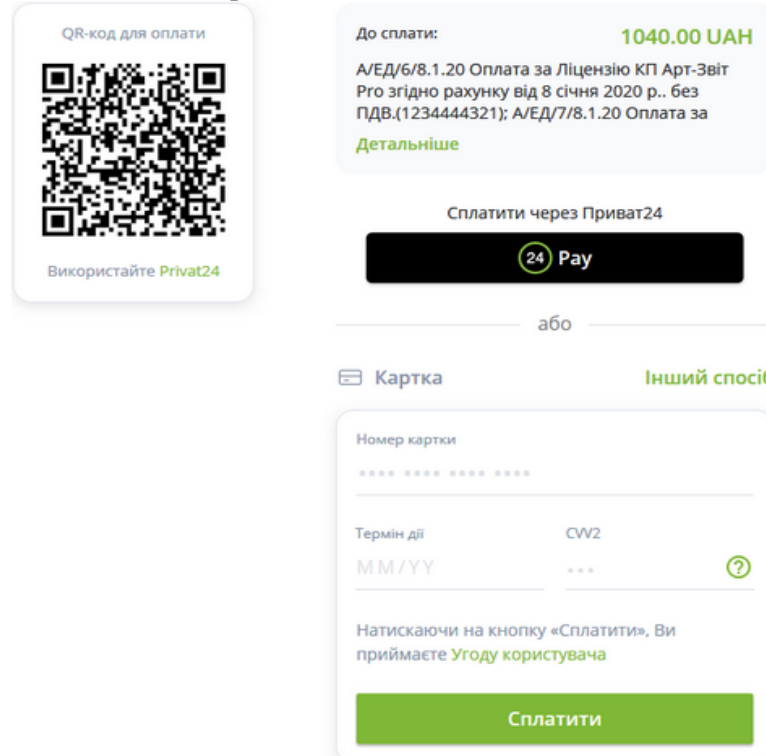 QR-код для оплати
Використайте Privat24
До сплати:
1040.00 UAH
А/ЕД/6/8.1.20 Оплата за Ліцензію КП Арт-Звіт
Pro згідно рахунку від 8 січня 2020 р.. без
ПДВ.(1234444321); А/ЕД/7/8.1.20 Оплата за
Детальніше
Сплатити через Приват24
24 Pay
або
Картка
Інший спосіб
Номер картки
•••• •••• •••• ••••
Термін дії
CVV2
MM/YY
•••
Натискаючи на кнопку «Сплатити», Ви
приймаєте Угоду користувача
Сплатити